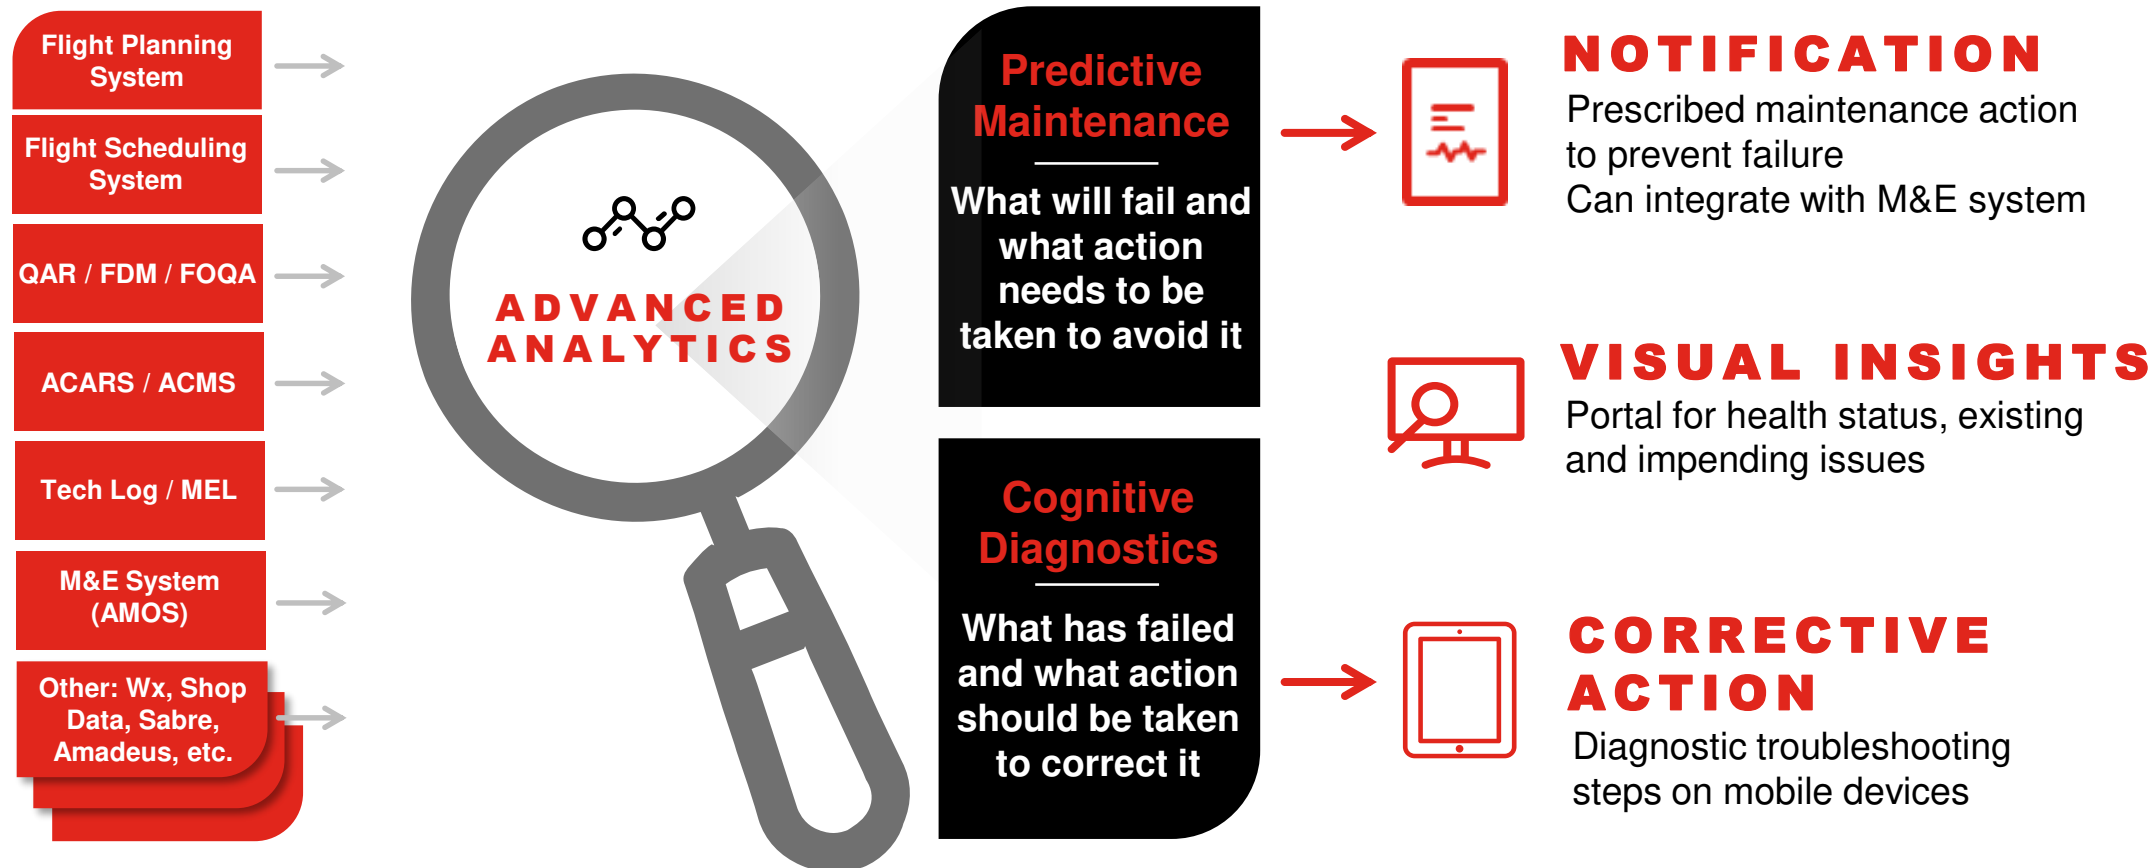 Flight Planning
System
Flight Scheduling
System
QAR / FDM / FOQA
ACARS / ACMS
Tech Log / MEL
M&E System
(AMOS)
Other: Wx, Shop
Data, Sabre,
Amadeus, etc.
ADVANCED
ANALYTICS
Predictive
Maintenance
What will fail and
what action
needs to be
taken to avoid it
Cognitive
Diagnostics
What has failed
and what action
should be taken
to correct it
NOTIFICATION
Prescribed maintenance action
to prevent failure
Can integrate with M&E system
VISUAL INSIGHTS
Portal for health status, existing
and impending issues
CORRECTIVE
ACTION
Diagnostic troubleshooting
steps on mobile devices